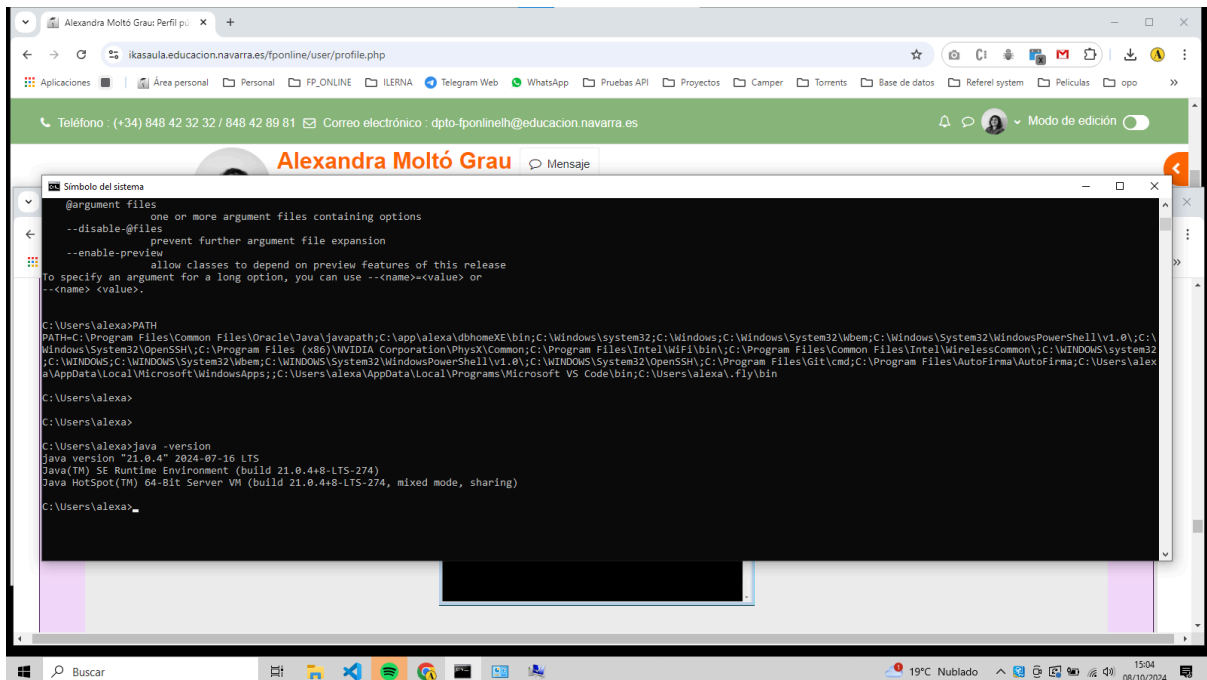 Alexandra Moltó Grau: Perfil pú
ikasaula.educacion.navarra.es/fponline/user/profile.php
Aplicaciones Área personal Personal FP_ONLINE ILERNA Telegram Web WhatsApp Pruebas API Proyectos Camper Torrents Base de datos Referel system Peliculas opo »
Teléfono : (+34) 848 42 32 32 / 848 42 89 81 Correo electrónico : dpto-fponlinelh@educacion.navarra.es Modo de edición
Alexandra Moltó Grau Mensaje
Símbolo del sistema
@argument files
one or more argument files containing options
--disable-@files
prevent further argument file expansion
--enable-preview
allow classes to depend on preview features of this release
To specify an argument for a long option, you can use --<name>=<value> or
--<name> <value>.
C:\Users\alexa>PATH
PATH=C:\Program Files\Common Files\Oracle\Java\javapath;C:\app\alexa\dbhomeXE\bin;C:\Windows\system32;C:\Windows;C:\Windows\System32\Wbem;C:\Windows\System32\WindowsPowerShell\v1.0\;C:\
Windows\System32\OpenSSH\;C:\Program Files (x86)\NVIDIA Corporation\PhysX\Common;C:\Program Files\Intel\WiFi\bin\;C:\Program Files\Common Files\Intel\WirelessCommon\;C:\WINDOWS\system32
;C:\WINDOWS;C:\WINDOWS\System32\Wbem;C:\WINDOWS\System32\WindowsPowerShell\v1.0\;C:\WINDOWS\System32\OpenSSH\;C:\Program Files\Git\cmd;C:\Program Files\AutoFirma\AutoFirma;C:\Users\alex
a\AppData\Local\Microsoft\WindowsApps;;C:\Users\alexa\AppData\Local\Programs\Microsoft VS Code\bin;C:\Users\alexa\.fly\bin
C:\Users\alexa>
C:\Users\alexa>
C:\Users\alexa>java -version
java version "21.0.4" 2024-07-16 LTS
Java(TM) SE Runtime Environment (build 21.0.4+8-LTS-274)
Java HotSpot(TM) 64-Bit Server VM (build 21.0.4+8-LTS-274, mixed mode, sharing)
C:\Users\alexa>
Buscar 19°C Nublado 15:04
08/10/2024